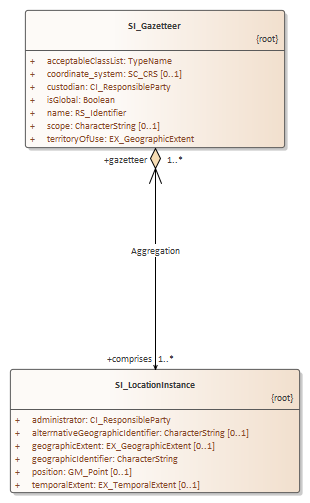 SI_Gazetteer
{root}
+ acceptableClassList: TypeName
+ coordinate_system: SC_CRS [0..1]
+ custodian: CI_ResponsibleParty
+ isGlobal: Boolean
+ name: RS_Identifier
+ scope: CharacterString [0..1]
+ territoryOfUse: EX_GeographicExtent
+gazetteer 1..*
Aggregation
+comprises 1..*
SI_LocationInstance
{root}
+ administrator: CI_ResponsibleParty
+ alterrnativeGeographicIdentifier: CharacterString [0..1]
+ geographicExtent: EX_GeographicExtent [0..1]
+ geographicIdentifier: CharacterString
+ position: GM_Point [0..1]
+ temporalExtent: EX_TemporalExtent [0..1]